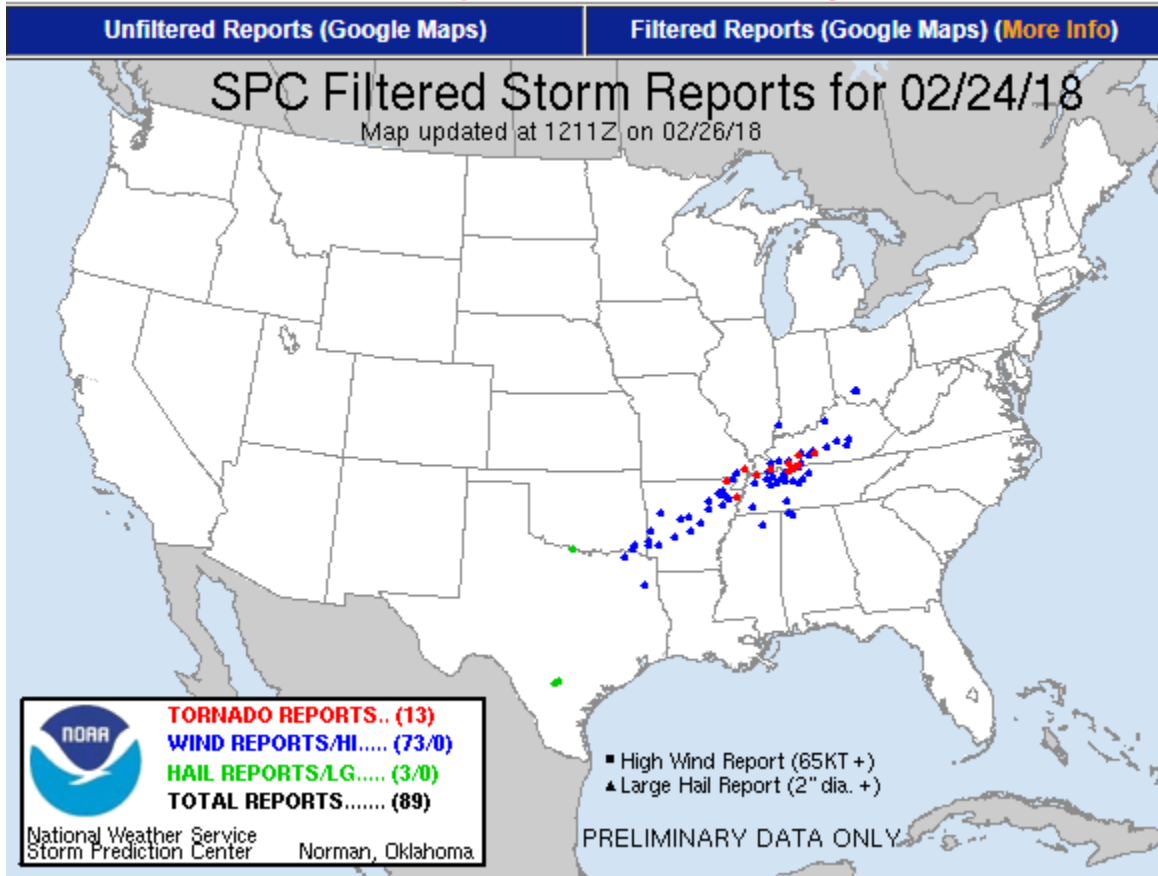 Unfiltered Reports (Google Maps)
Filtered Reports (Google Maps) (More Info)
SPC Filtered Storm Reports for 02/24/18
Map updated at 1211Z on 02/26/18
NOAA
TORNADO REPORTS.. (13)
WIND REPORTS/HI..... (73/0)
HAIL REPORTS/LG..... (3/0)
TOTAL REPORTS....... (89)
National Weather Service
Storm Prediction Center Norman, Oklahoma
High Wind Report (65KT +)
Large Hail Report (2" dia. +)
PRELIMINARY DATA ONLY